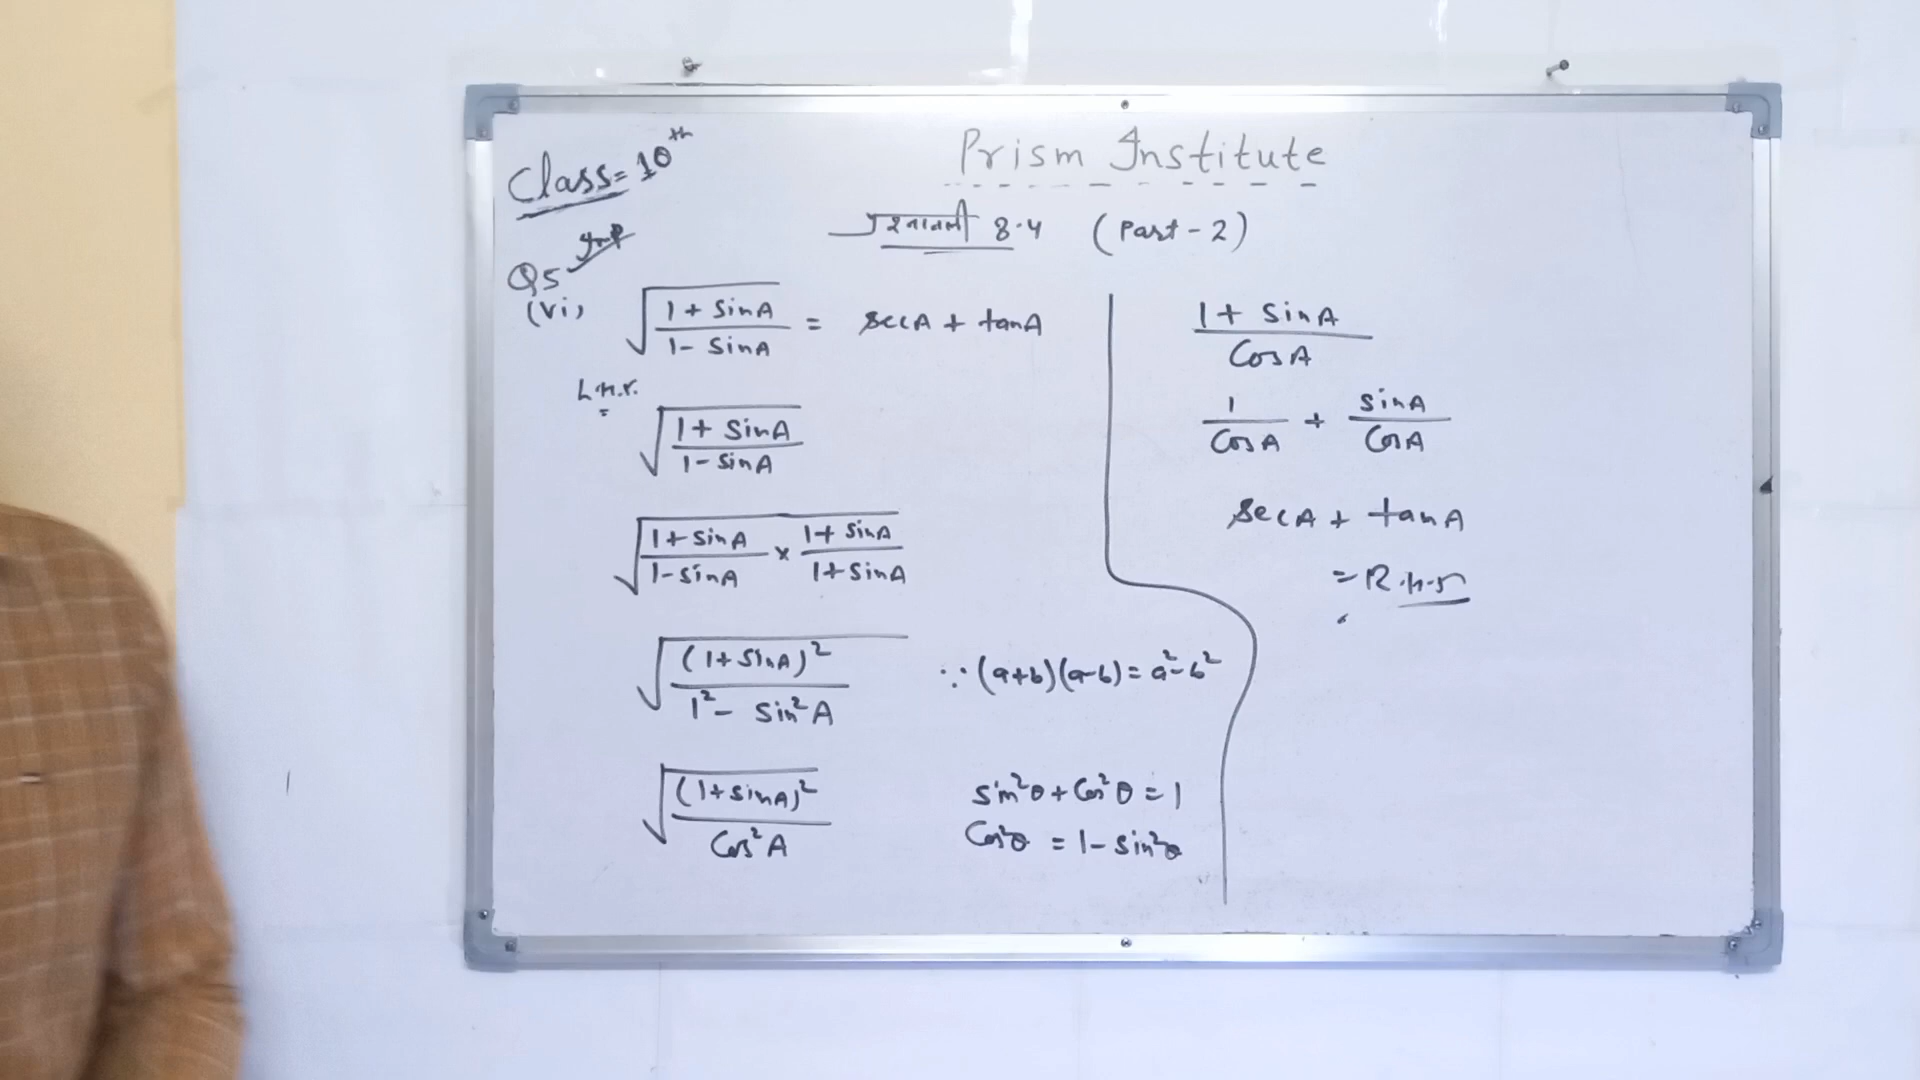 Prism Institute
Class = 10th
प्रश्नावली 8.4 (Part - 2)
Imp
Q5
(vi) √((1 + sinA)/(1 - sinA)) = secA + tanA
L.H.S.
=
√((1 + sinA)/(1 - sinA))
√((1 + sinA)/(1 - sinA) × (1 + sinA)/(1 + sinA))
√((1 + sinA)²/(1² - sin²A)) ∵ (a+b)(a-b) = a² - b²
√((1 + sinA)²/Cos²A)
sin²θ + Cos²θ = 1
Cos²θ = 1 - sin²θ
(1 + sinA)/CosA
1/CosA + sinA/CosA
secA + tanA
= R.H.S